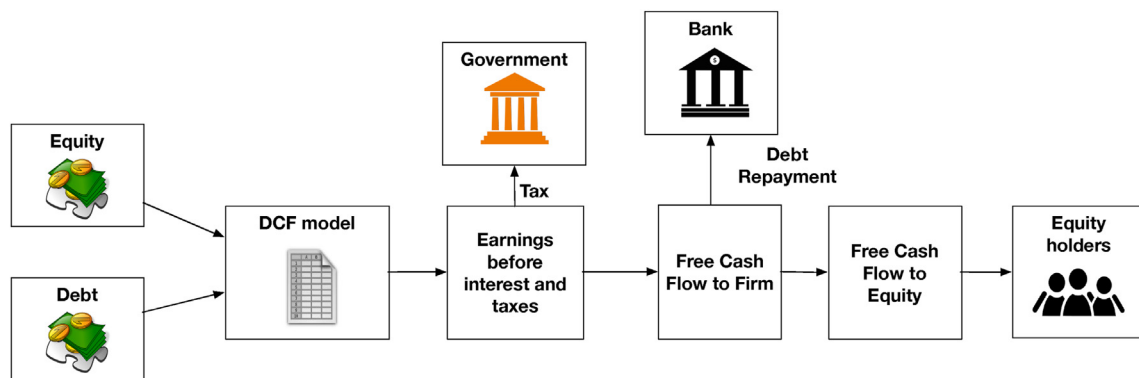 Equity
Debt
DCF model
Government
Tax
Earnings
before
interest and
taxes
Bank
Debt
Repayment
Free Cash
Flow to Firm
Free Cash
Flow to
Equity
Equity
holders